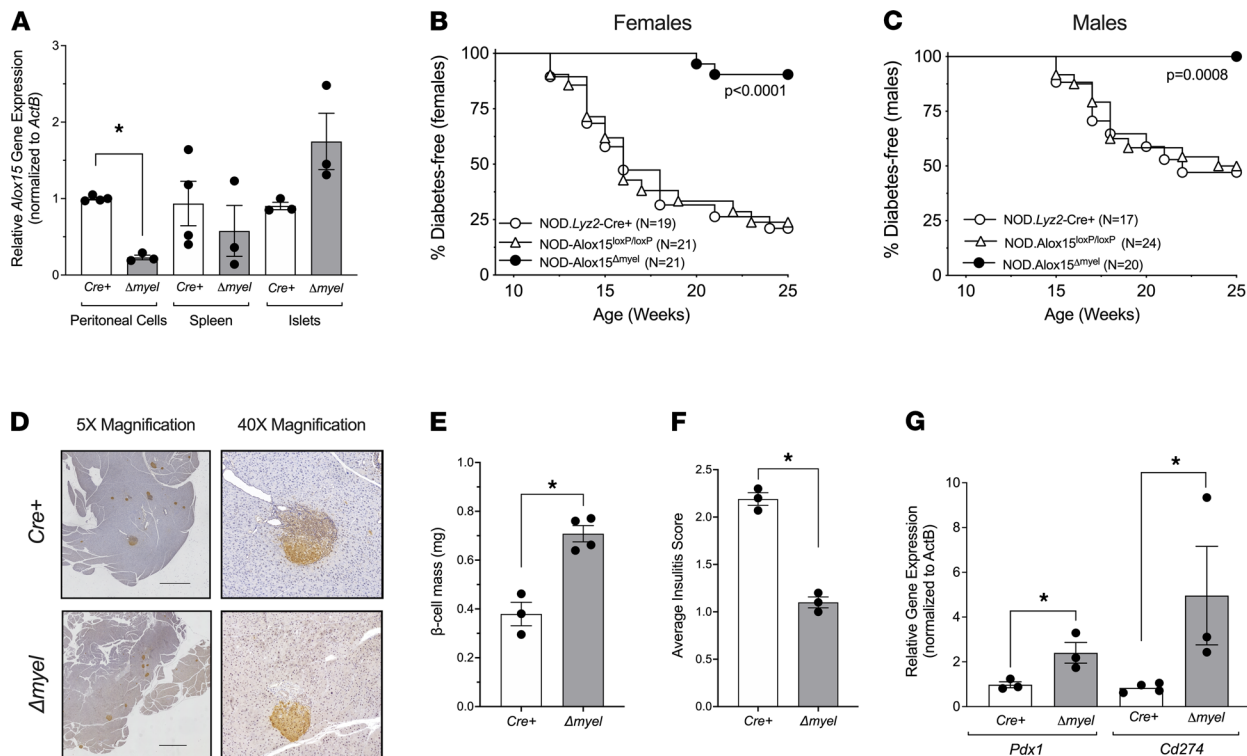 A
Relative Alox15 Gene Expression
(normalized to ActB)
3
2
1
0
*
Cre+ Δmyel Cre+ Δmyel Cre+ Δmyel
Peritoneal Cells Spleen Islets
B
Females
% Diabetes-free (females)
100
75
50
25
0
p<0.0001
NOD.Lyz2-Cre+ (N=19)
NOD-Alox15loxP/loxP (N=21)
NOD-Alox15Δmyel (N=21)
10 15 20 25
Age (Weeks)
C
Males
% Diabetes-free (males)
100
75
50
25
0
p=0.0008
NOD.Lyz2-Cre+ (N=17)
NOD.Alox15loxP/loxP (N=24)
NOD.Alox15Δmyel (N=20)
10 15 20 25
Age (Weeks)
D
5X Magnification 40X Magnification
Cre+
Δmyel
E
β-cell mass (mg)
1.0
0.8
0.6
0.4
0.2
0.0
*
Cre+ Δmyel
F
Average Insulitis Score
2.5
2.0
1.5
1.0
0.5
0.0
*
Cre+ Δmyel
G
Relative Gene Expression
(normalized to ActB)
10
8
6
4
2
0
*
*
Cre+ Δmyel Cre+ Δmyel
Pdx1 Cd274